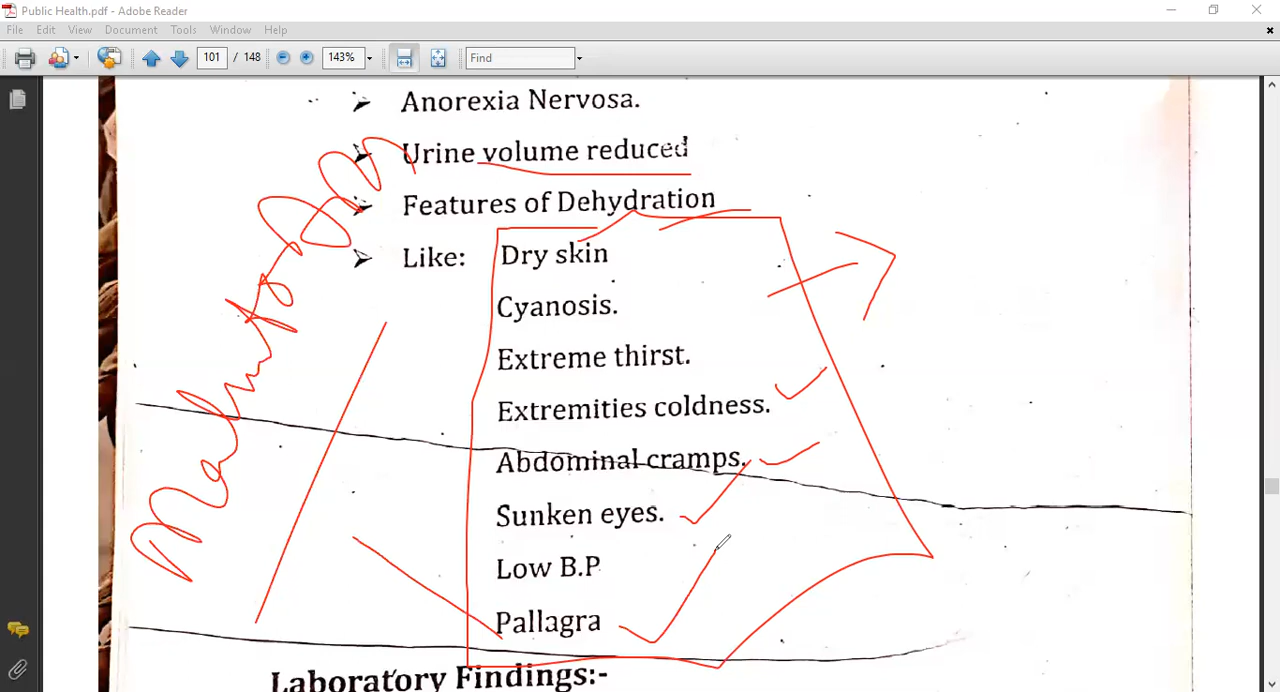 Public Health.pdf - Adobe Reader
File Edit View Document Tools Window Help
101 / 148 143% Find
Anorexia Nervosa.
Urine volume reduced
Features of Dehydration
Like: Dry skin
Cyanosis.
Extreme thirst.
Extremities coldness.
Abdominal cramps.
Sunken eyes.
Low B.P
Pallagra
Laboratory Findings:-